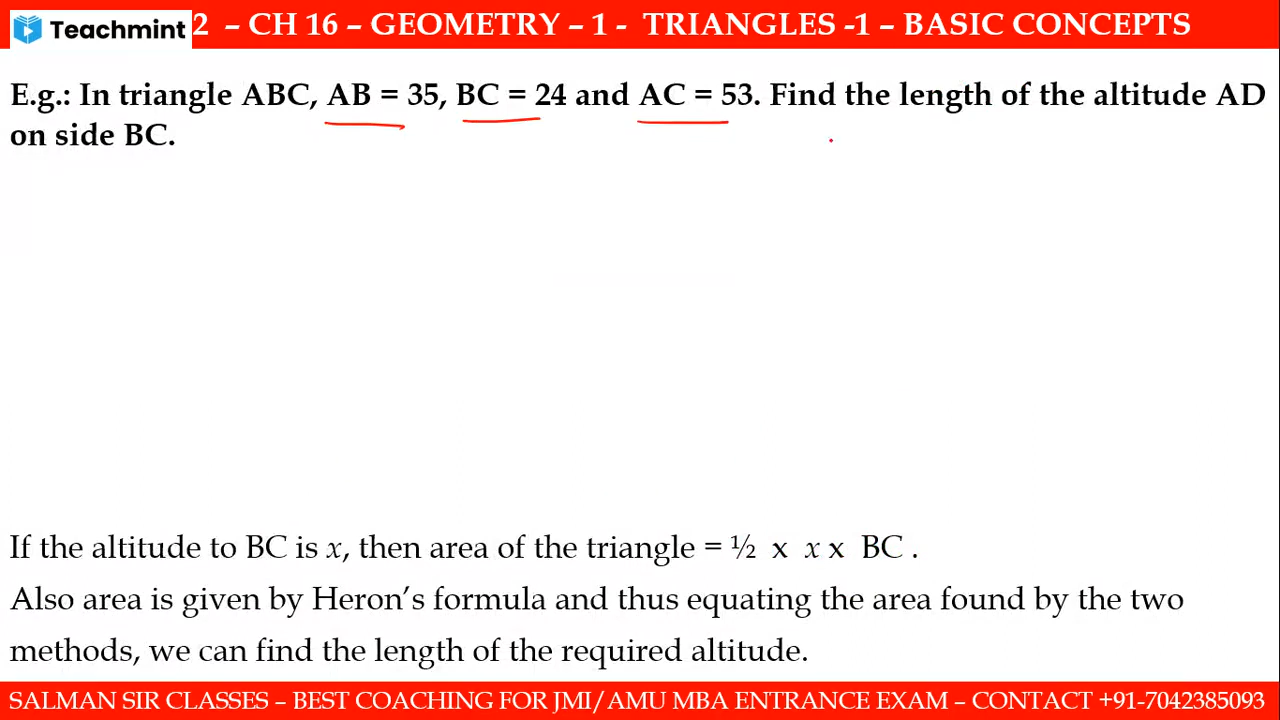 Teachmint 2 – CH 16 – GEOMETRY – 1 - TRIANGLES -1 – BASIC CONCEPTS
E.g.: In triangle ABC, AB = 35, BC = 24 and AC = 53. Find the length of the altitude AD
on side BC.
If the altitude to BC is x, then area of the triangle = ½ x x x BC .
Also area is given by Heron’s formula and thus equating the area found by the two
methods, we can find the length of the required altitude.
SALMAN SIR CLASSES – BEST COACHING FOR JMI/AMU MBA ENTRANCE EXAM – CONTACT +91-7042385093